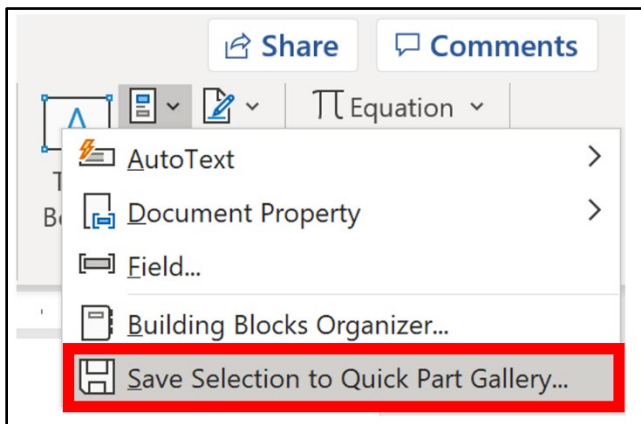 Share Comments
Equation
AutoText
Document Property
Field...
Building Blocks Organizer...
Save Selection to Quick Part Gallery...